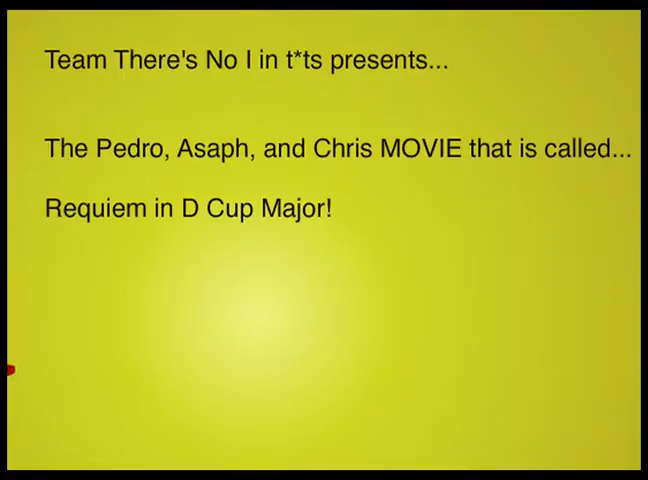 Team There's No I in t*ts presents...
The Pedro, Asaph, and Chris MOVIE that is called...
Requiem in D Cup Major!